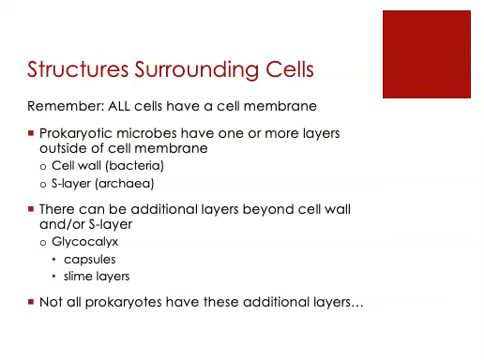 Structures Surrounding Cells
Remember: ALL cells have a cell membrane
▪ Prokaryotic microbes have one or more layers
outside of cell membrane
o Cell wall (bacteria)
o S-layer (archaea)
▪ There can be additional layers beyond cell wall
and/or S-layer
o Glycocalyx
• capsules
• slime layers
▪ Not all prokaryotes have these additional layers…